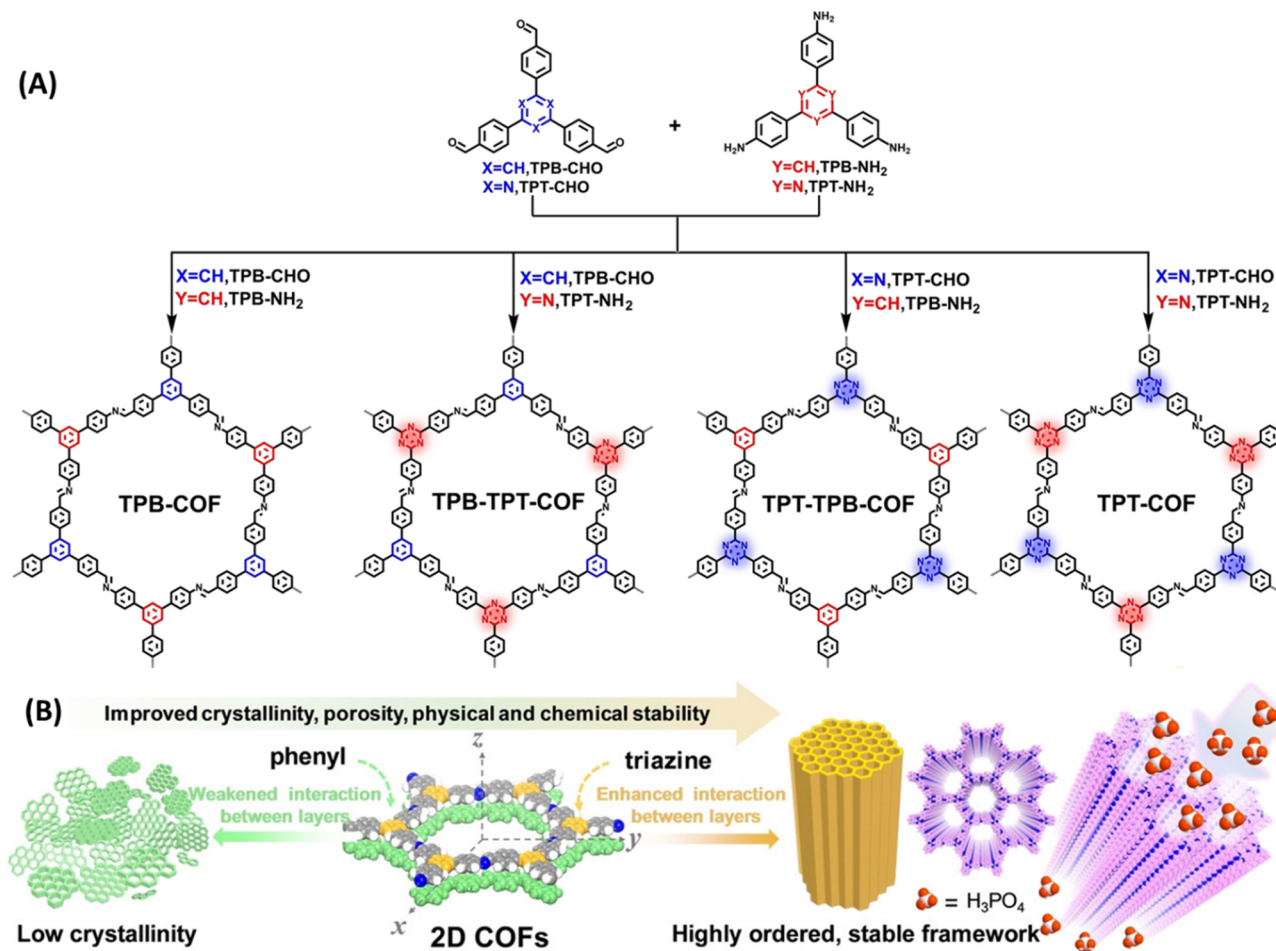 (A)
O
O
O
X
X
X
X=CH,TPB-CHO
X=N,TPT-CHO
+
NH₂
NH₂
NH₂
Y
Y
Y
Y=CH,TPB-NH₂
Y=N,TPT-NH₂
X=CH,TPB-CHO
Y=CH,TPB-NH₂
X=CH,TPB-CHO
Y=N,TPT-NH₂
X=N,TPT-CHO
Y=CH,TPB-NH₂
X=N,TPT-CHO
Y=N,TPT-NH₂
TPB-COF
TPB-TPT-COF
TPT-TPB-COF
TPT-COF
(B)
Improved crystallinity, porosity, physical and chemical stability
phenyl
z
triazine
Weakened interaction
between layers
Enhanced interaction
between layers
y
x
= H₃PO₄
Low crystallinity
2D COFs
Highly ordered, stable framework